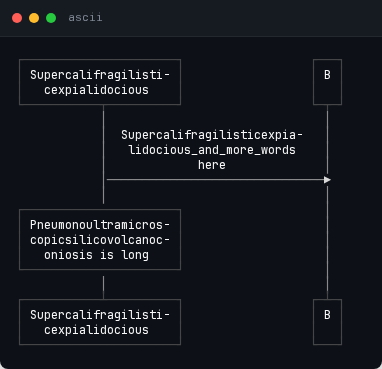 ascii
Supercalifragilisti-
cexpialidocious
B
Supercalifragilisticexpia-
lidocious_and_more_words
here
Pneumonoultramicros-
copicsilicovolcanoc-
oniosis is long
Supercalifragilisti-
cexpialidocious
B